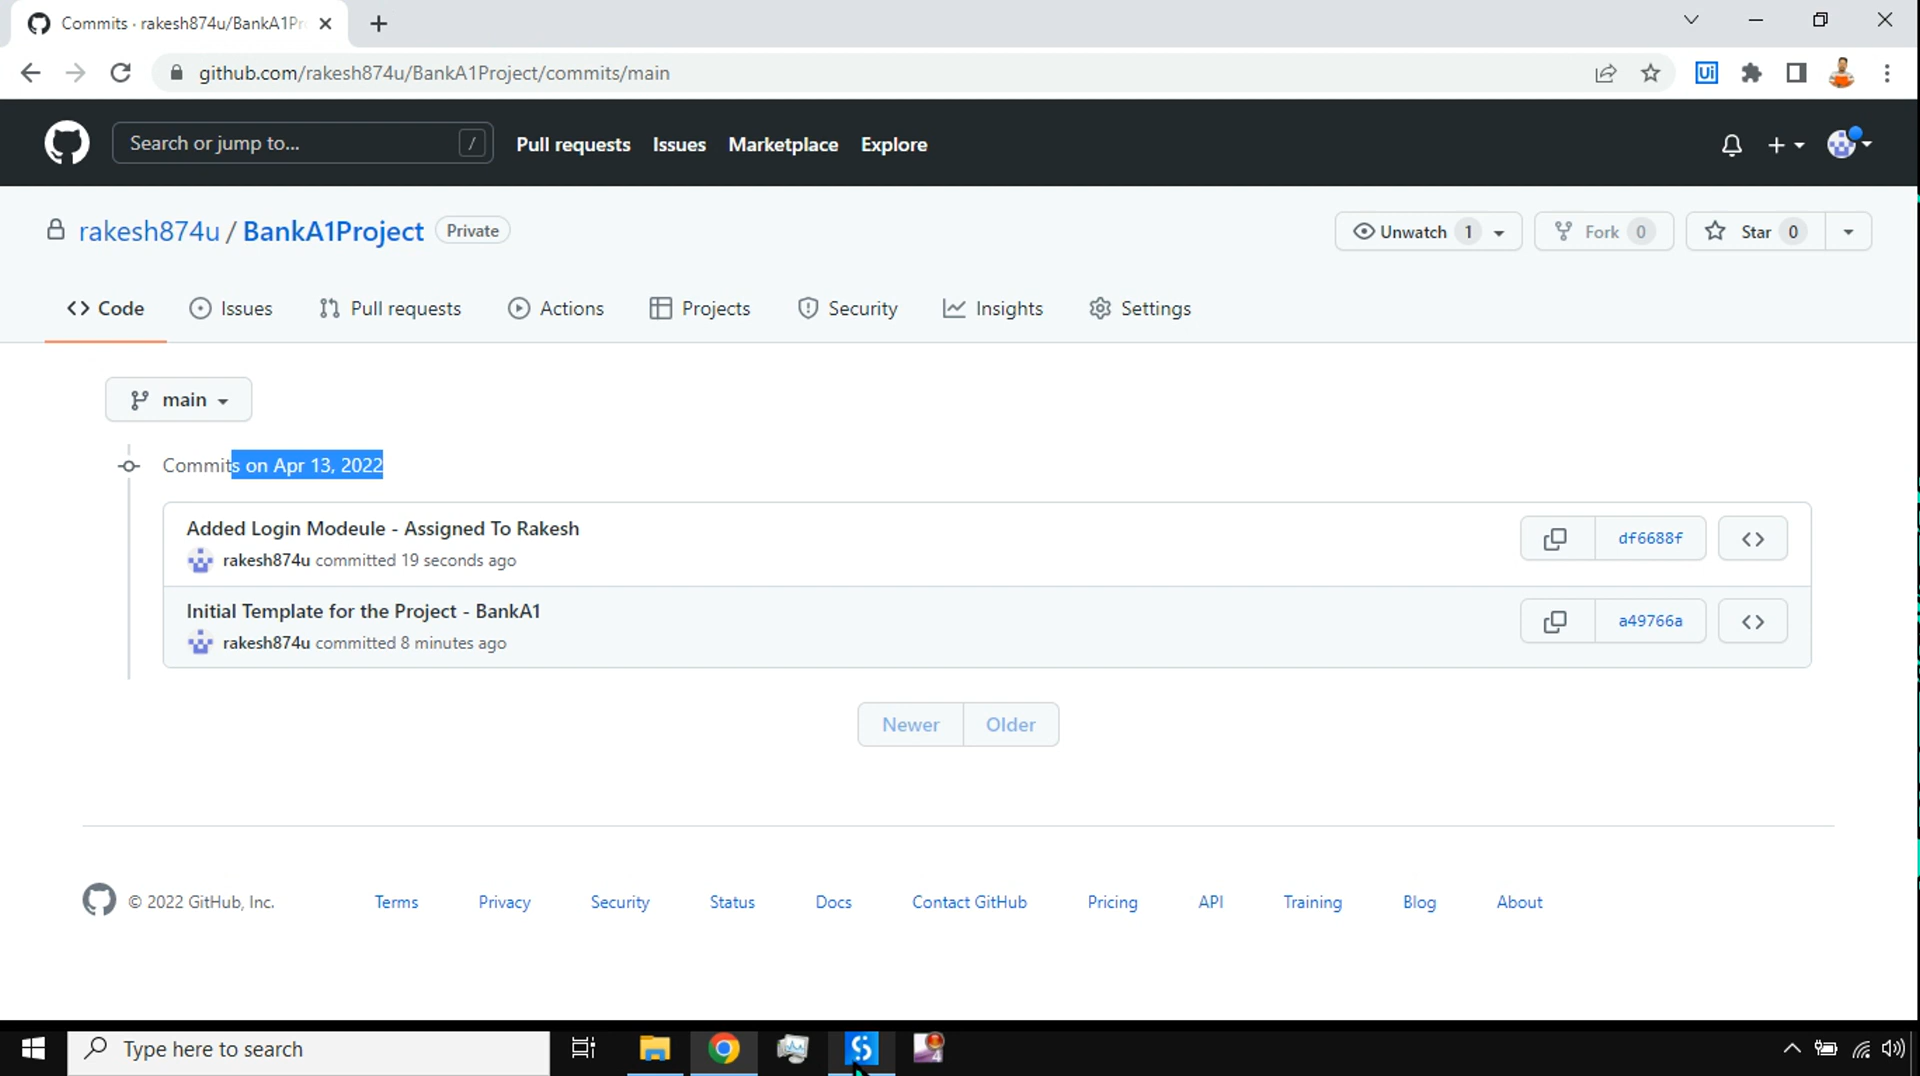 Commits · rakesh874u/BankA1Pr
github.com/rakesh874u/BankA1Project/commits/main
Ui
Search or jump to... /
Pull requests Issues Marketplace Explore
rakesh874u / BankA1Project Private
Unwatch 1 Fork 0 Star 0
Code Issues Pull requests Actions Projects Security Insights Settings
main
Commits on Apr 13, 2022
Added Login Modeule - Assigned To Rakesh
df6688f
rakesh874u committed 19 seconds ago
Initial Template for the Project - BankA1
a49766a
rakesh874u committed 8 minutes ago
Newer Older
© 2022 GitHub, Inc. Terms Privacy Security Status Docs Contact GitHub Pricing API Training Blog About
Type here to search
4